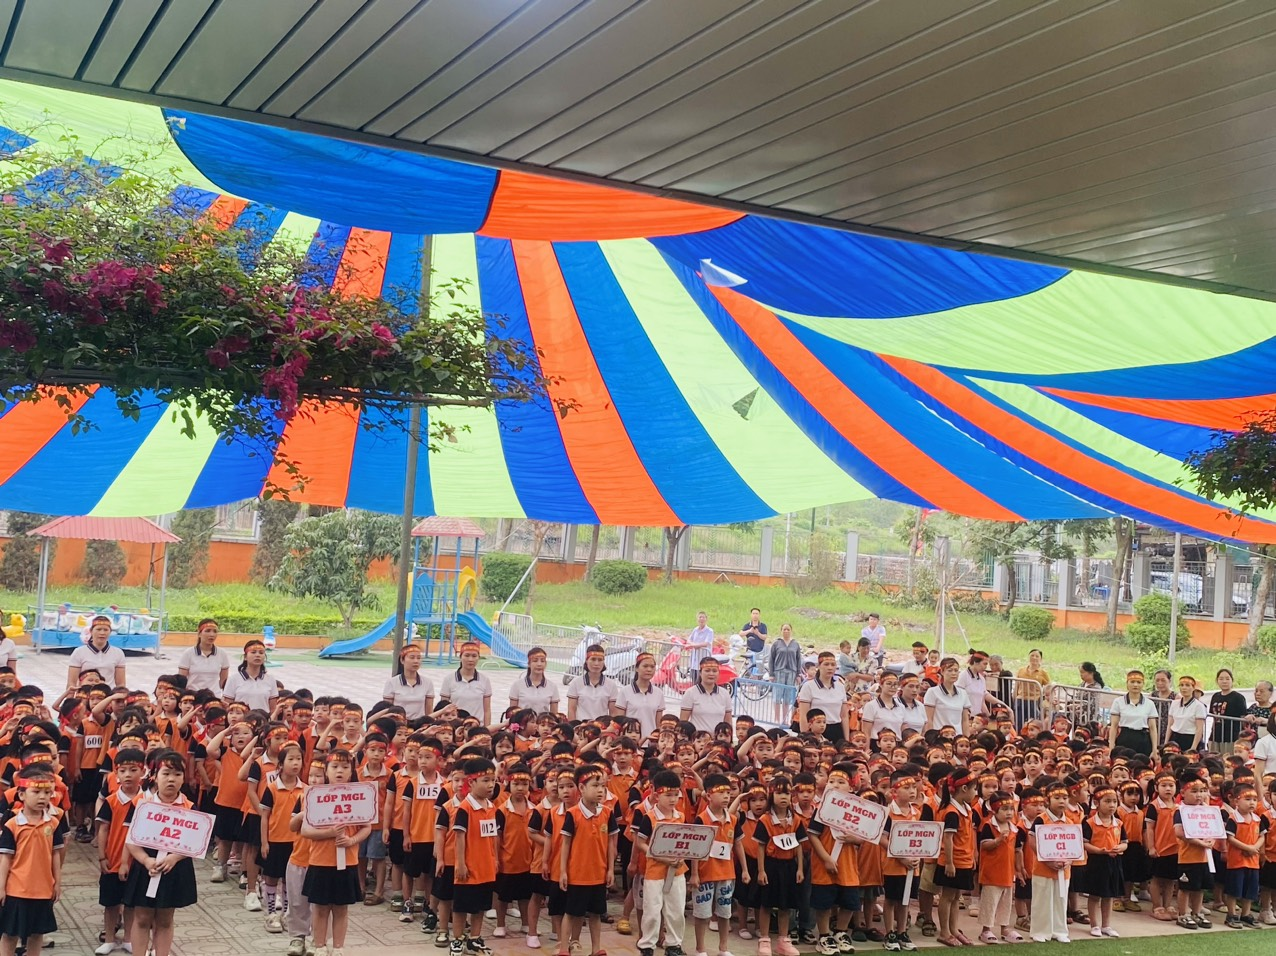 LỚP MGL
A2
LỚP MGL
A3
LỚP MGN
B1
LỚP MGN
B2
LỚP MGN
B3
LỚP MGB
C1
LỚP MGB
C2
600
015
012
2
10